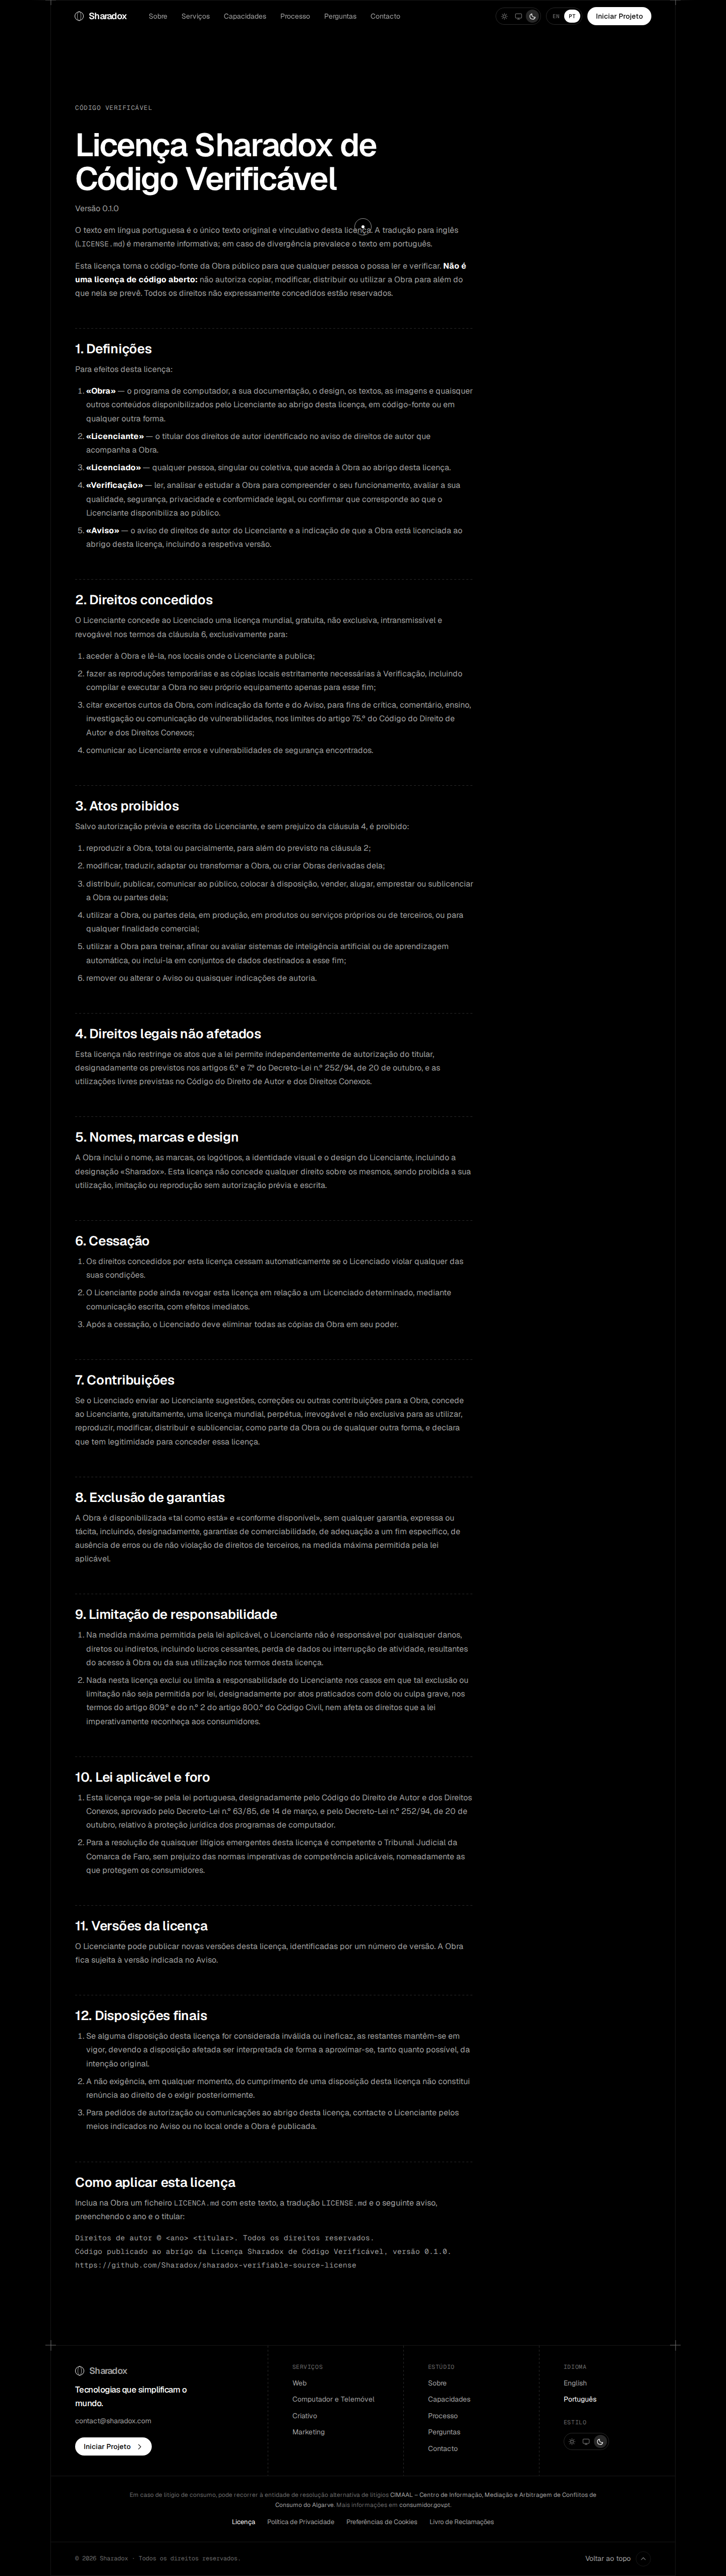 Sharadox
Sobre
Serviços
Capacidades
Processo
Perguntas
Contacto
EN
PT
Iniciar Projeto
CÓDIGO VERIFICÁVEL
Licença Sharadox de
Código Verificável
Versão 0.1.0
O texto em língua portuguesa é o único texto original e vinculativo desta licença. A tradução para inglês
(LICENSE.md) é meramente informativa; em caso de divergência prevalece o texto em português.
Esta licença torna o código-fonte da Obra público para que qualquer pessoa o possa ler e verificar. Não é
uma licença de código aberto: não autoriza copiar, modificar, distribuir ou utilizar a Obra para além do
que nela se prevê. Todos os direitos não expressamente concedidos estão reservados.
1. Definições
Para efeitos desta licença:
1. «Obra» — o programa de computador, a sua documentação, o design, os textos, as imagens e quaisquer
outros conteúdos disponibilizados pelo Licenciante ao abrigo desta licença, em código-fonte ou em
qualquer outra forma.
2. «Licenciante» — o titular dos direitos de autor identificado no aviso de direitos de autor que
acompanha a Obra.
3. «Licenciado» — qualquer pessoa, singular ou coletiva, que aceda à Obra ao abrigo desta licença.
4. «Verificação» — ler, analisar e estudar a Obra para compreender o seu funcionamento, avaliar a sua
qualidade, segurança, privacidade e conformidade legal, ou confirmar que corresponde ao que o
Licenciante disponibiliza ao público.
5. «Aviso» — o aviso de direitos de autor do Licenciante e a indicação de que a Obra está licenciada ao
abrigo desta licença, incluindo a respetiva versão.
2. Direitos concedidos
O Licenciante concede ao Licenciado uma licença mundial, gratuita, não exclusiva, intransmissível e
revogável nos termos da cláusula 6, exclusivamente para:
1. aceder à Obra e lê-la, nos locais onde o Licenciante a publica;
2. fazer as reproduções temporárias e as cópias locais estritamente necessárias à Verificação, incluindo
compilar e executar a Obra no seu próprio equipamento apenas para esse fim;
3. citar excertos curtos da Obra, com indicação da fonte e do Aviso, para fins de crítica, comentário, ensino,
investigação ou comunicação de vulnerabilidades, nos limites do artigo 75.º do Código do Direito de
Autor e dos Direitos Conexos;
4. comunicar ao Licenciante erros e vulnerabilidades de segurança encontrados.
3. Atos proibidos
Salvo autorização prévia e escrita do Licenciante, e sem prejuízo da cláusula 4, é proibido:
1. reproduzir a Obra, total ou parcialmente, para além do previsto na cláusula 2;
2. modificar, traduzir, adaptar ou transformar a Obra, ou criar Obras derivadas dela;
3. distribuir, publicar, comunicar ao público, colocar à disposição, vender, alugar, emprestar ou sublicenciar
a Obra ou partes dela;
4. utilizar a Obra, ou partes dela, em produção, em produtos ou serviços próprios ou de terceiros, ou para
qualquer finalidade comercial;
5. utilizar a Obra para treinar, afinar ou avaliar sistemas de inteligência artificial ou de aprendizagem
automática, ou incluí-la em conjuntos de dados destinados a esse fim;
6. remover ou alterar o Aviso ou quaisquer indicações de autoria.
4. Direitos legais não afetados
Esta licença não restringe os atos que a lei permite independentemente de autorização do titular,
designadamente os previstos nos artigos 6.º e 7.º do Decreto-Lei n.º 252/94, de 20 de outubro, e as
utilizações livres previstas no Código do Direito de Autor e dos Direitos Conexos.
5. Nomes, marcas e design
A Obra inclui o nome, as marcas, os logótipos, a identidade visual e o design do Licenciante, incluindo a
designação «Sharadox». Esta licença não concede qualquer direito sobre os mesmos, sendo proibida a sua
utilização, imitação ou reprodução sem autorização prévia e escrita.
6. Cessação
1. Os direitos concedidos por esta licença cessam automaticamente se o Licenciado violar qualquer das
suas condições.
2. O Licenciante pode ainda revogar esta licença em relação a um Licenciado determinado, mediante
comunicação escrita, com efeitos imediatos.
3. Após a cessação, o Licenciado deve eliminar todas as cópias da Obra em seu poder.
7. Contribuições
Se o Licenciado enviar ao Licenciante sugestões, correções ou outras contribuições para a Obra, concede
ao Licenciante, gratuitamente, uma licença mundial, perpétua, irrevogável e não exclusiva para as utilizar,
reproduzir, modificar, distribuir e sublicenciar, como parte da Obra ou de qualquer outra forma, e declara
que tem legitimidade para conceder essa licença.
8. Exclusão de garantias
A Obra é disponibilizada «tal como está» e «conforme disponível», sem qualquer garantia, expressa ou
tácita, incluindo, designadamente, garantias de comerciabilidade, de adequação a um fim específico, de
ausência de erros ou de não violação de direitos de terceiros, na medida máxima permitida pela lei
aplicável.
9. Limitação de responsabilidade
1. Na medida máxima permitida pela lei aplicável, o Licenciante não é responsável por quaisquer danos,
diretos ou indiretos, incluindo lucros cessantes, perda de dados ou interrupção de atividade, resultantes
do acesso à Obra ou da sua utilização nos termos desta licença.
2. Nada nesta licença exclui ou limita a responsabilidade do Licenciante nos casos em que tal exclusão ou
limitação não seja permitida por lei, designadamente por atos praticados com dolo ou culpa grave, nos
termos do artigo 809.º e do n.º 2 do artigo 800.º do Código Civil, nem afeta os direitos que a lei
imperativamente reconheça aos consumidores.
10. Lei aplicável e foro
1. Esta licença rege-se pela lei portuguesa, designadamente pelo Código do Direito de Autor e dos Direitos
Conexos, aprovado pelo Decreto-Lei n.º 63/85, de 14 de março, e pelo Decreto-Lei n.º 252/94, de 20 de
outubro, relativo à proteção jurídica dos programas de computador.
2. Para a resolução de quaisquer litígios emergentes desta licença é competente o Tribunal Judicial da
Comarca de Faro, sem prejuízo das normas imperativas de competência aplicáveis, nomeadamente as
que protegem os consumidores.
11. Versões da licença
O Licenciante pode publicar novas versões desta licença, identificadas por um número de versão. A Obra
fica sujeita à versão indicada no Aviso.
12. Disposições finais
1. Se alguma disposição desta licença for considerada inválida ou ineficaz, as restantes mantêm-se em
vigor, devendo a disposição afetada ser interpretada de forma a aproximar-se, tanto quanto possível, da
intenção original.
2. A não exigência, em qualquer momento, do cumprimento de uma disposição desta licença não constitui
renúncia ao direito de o exigir posteriormente.
3. Para pedidos de autorização ou comunicações ao abrigo desta licença, contacte o Licenciante pelos
meios indicados no Aviso ou no local onde a Obra é publicada.
Como aplicar esta licença
Inclua na Obra um ficheiro LICENCA.md com este texto, a tradução LICENSE.md e o seguinte aviso,
preenchendo o ano e o titular:
Direitos de autor © <ano> <titular>. Todos os direitos reservados.
Código publicado ao abrigo da Licença Sharadox de Código Verificável, versão 0.1.0.
https://github.com/Sharadox/sharadox-verifiable-source-license
Sharadox
Tecnologias que simplificam o
mundo.
contact@sharadox.com
Iniciar Projeto
SERVIÇOS
Web
Computador e Telemóvel
Criativo
Marketing
ESTÚDIO
Sobre
Capacidades
Processo
Perguntas
Contacto
IDIOMA
English
Português
ESTILO
Em caso de litígio de consumo, pode recorrer à entidade de resolução alternativa de litígios CIMAAL – Centro de Informação, Mediação e Arbitragem de Conflitos de
Consumo do Algarve. Mais informações em consumidor.gov.pt.
Licença
Política de Privacidade
Preferências de Cookies
Livro de Reclamações
© 2026 Sharadox · Todos os direitos reservados.
Voltar ao topo